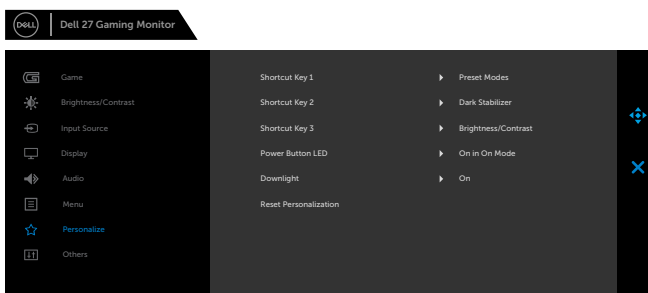 DELL
Dell 27 Gaming Monitor
Game
Shortcut Key 1
Preset Modes
Brightness/Contrast
Shortcut Key 2
Dark Stabilizer
Input Source
Shortcut Key 3
Brightness/Contrast
Display
Power Button LED
On in On Mode
Audio
Downlight
On
Menu
Reset Personalization
Personalize
Others